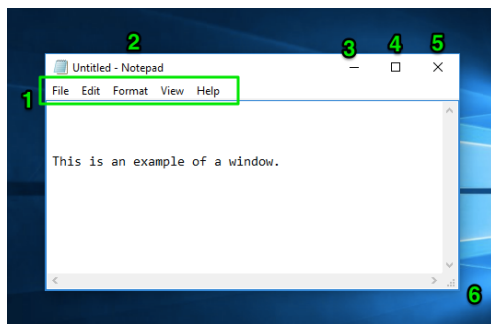 2 3 4 5
Untitled - Notepad
1 File Edit Format View Help
This is an example of a window.
6